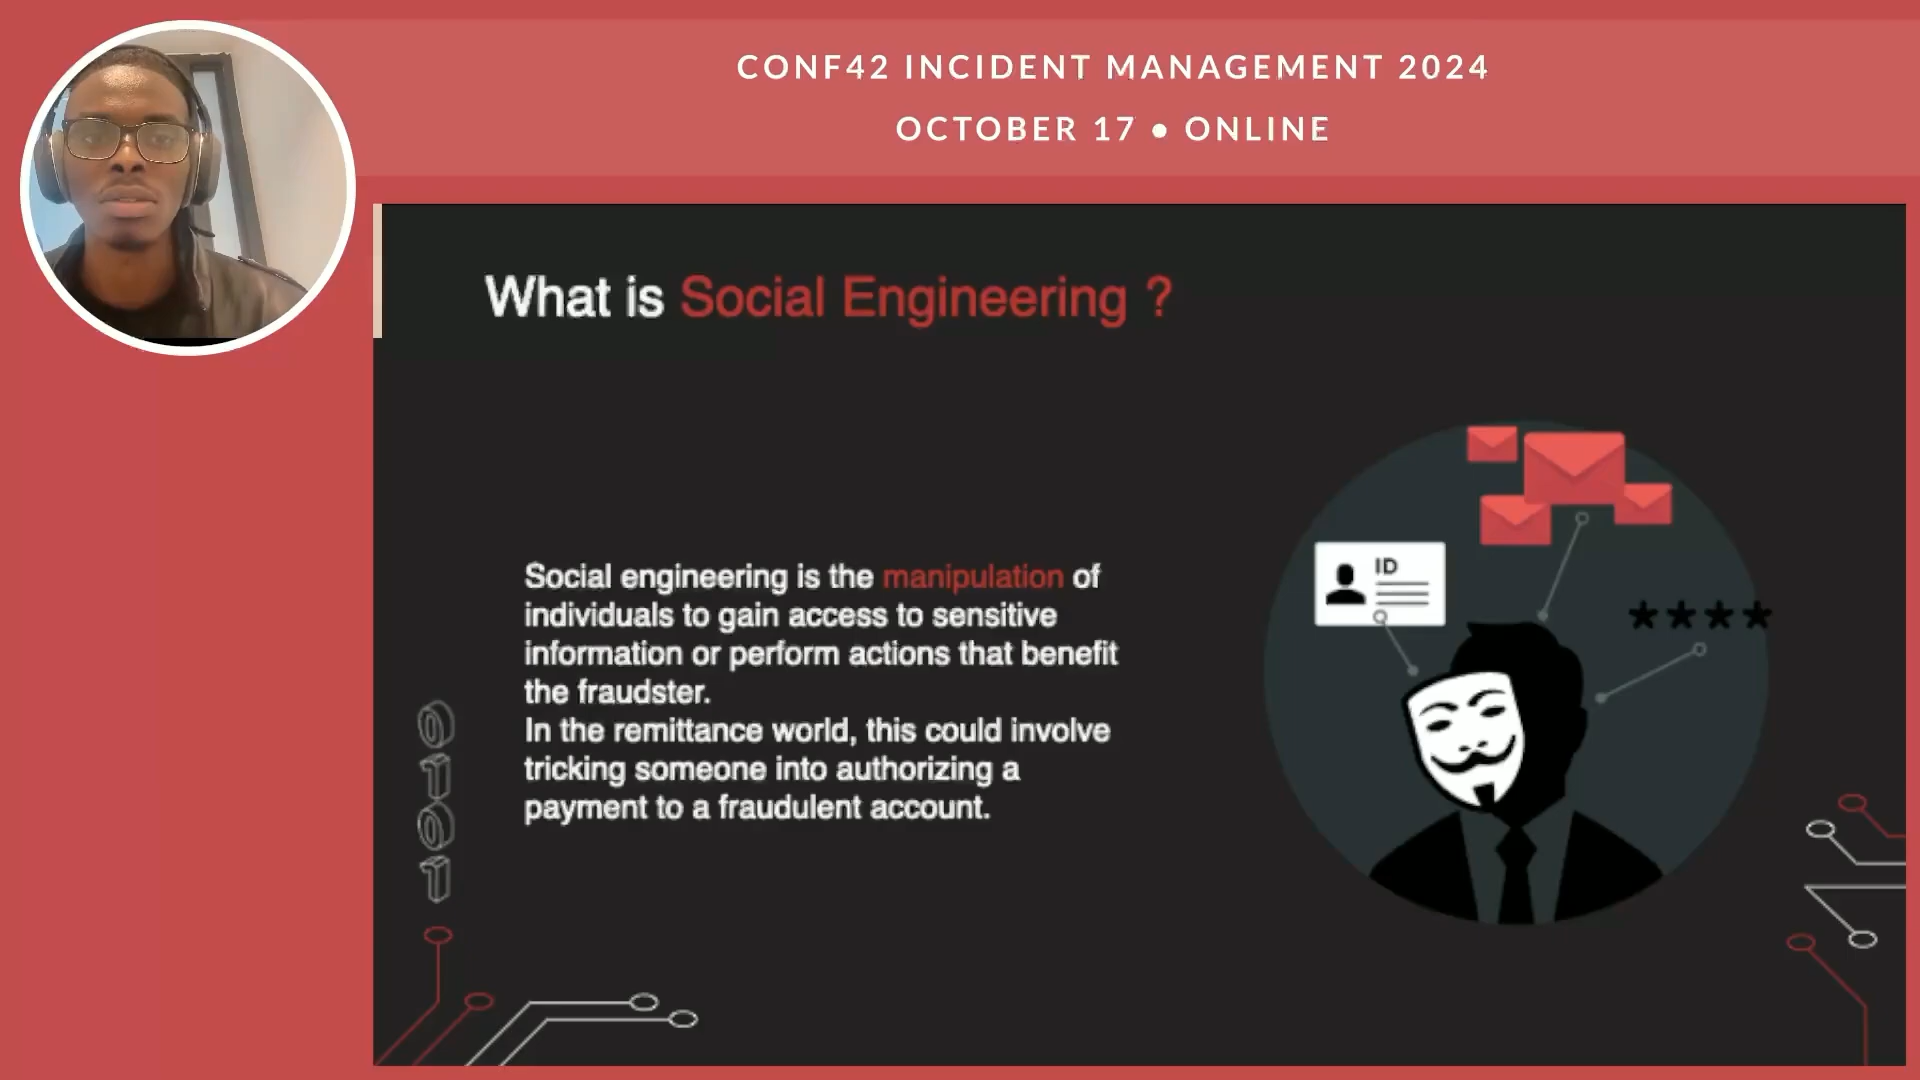 CONF42 INCIDENT MANAGEMENT 2024
OCTOBER 17 • ONLINE
What is Social Engineering ?
Social engineering is the manipulation of
individuals to gain access to sensitive
information or perform actions that benefit
the fraudster.
In the remittance world, this could involve
tricking someone into authorizing a
payment to a fraudulent account.
ID
****
0
1
0
1